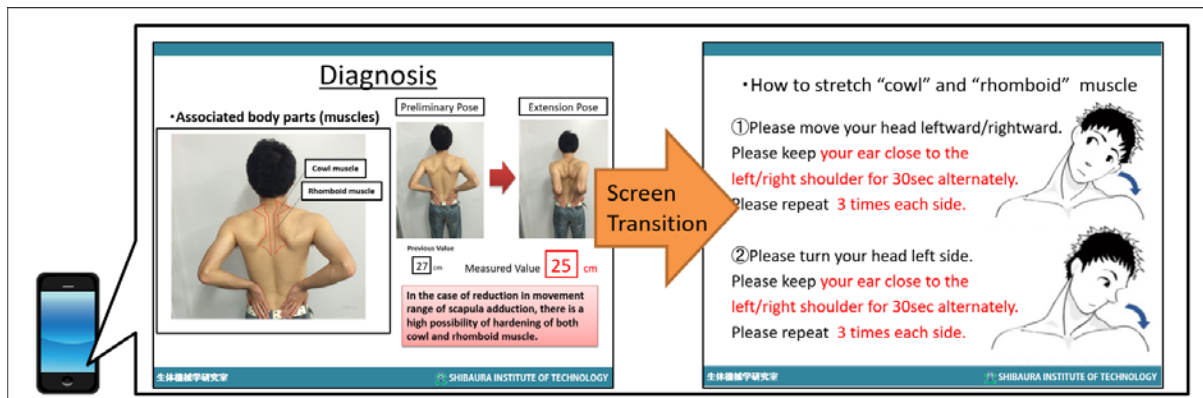 Diagnosis
・Associated body parts (muscles)
Cowl muscle
Rhomboid muscle
Preliminary Pose
Extension Pose
Previous Value
27 cm
Measured Value 25 cm
In the case of reduction in movement
range of scapula adduction, there is a
high possibility of hardening of both
cowl and rhomboid muscle.
生体機械学研究室
SHIBAURA INSTITUTE OF TECHNOLOGY
Screen
Transition
・How to stretch “cowl” and “rhomboid” muscle
①Please move your head leftward/rightward.
Please keep your ear close to the
left/right shoulder for 30sec alternately.
Please repeat 3 times each side.
②Please turn your head left side.
Please keep your ear close to the
left/right shoulder for 30sec alternately.
Please repeat 3 times each side.
生体機械学研究室
SHIBAURA INSTITUTE OF TECHNOLOGY